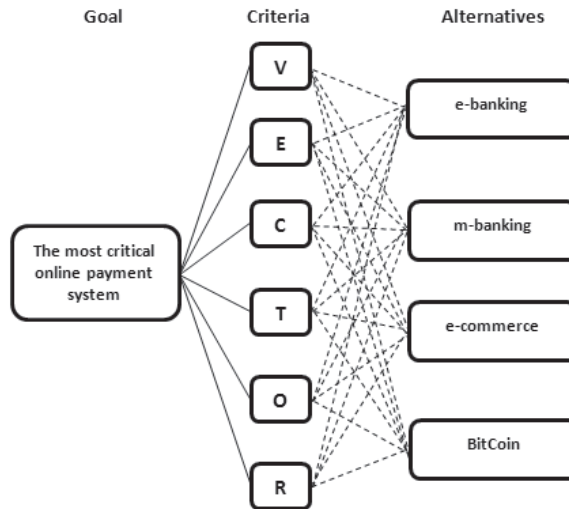 Goal
Criteria
Alternatives
V
E
C
T
O
R
The most critical
online payment
system
e-banking
m-banking
e-commerce
BitCoin